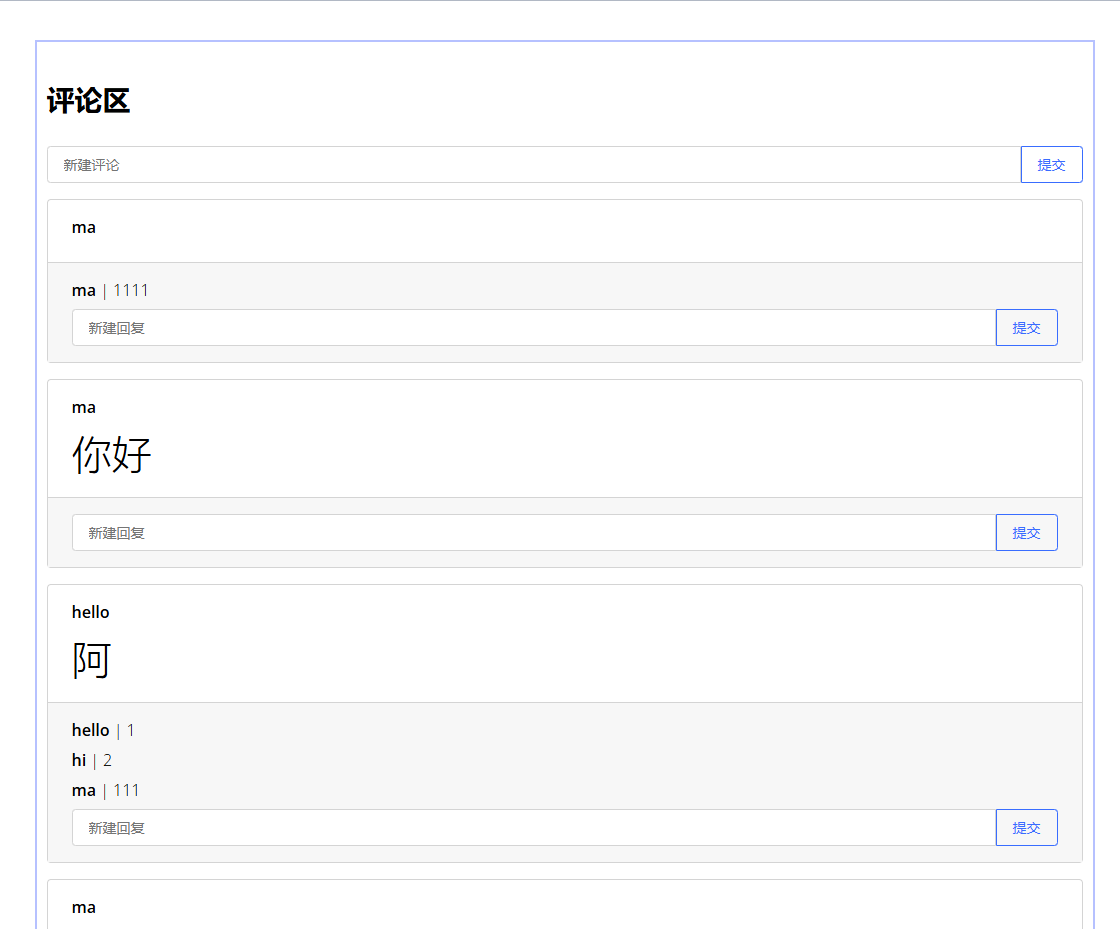 评论区
新建评论 提交
ma
ma | 1111
新建回复 提交
ma
你好
新建回复 提交
hello
阿
hello | 1
hi | 2
ma | 111
新建回复 提交
ma